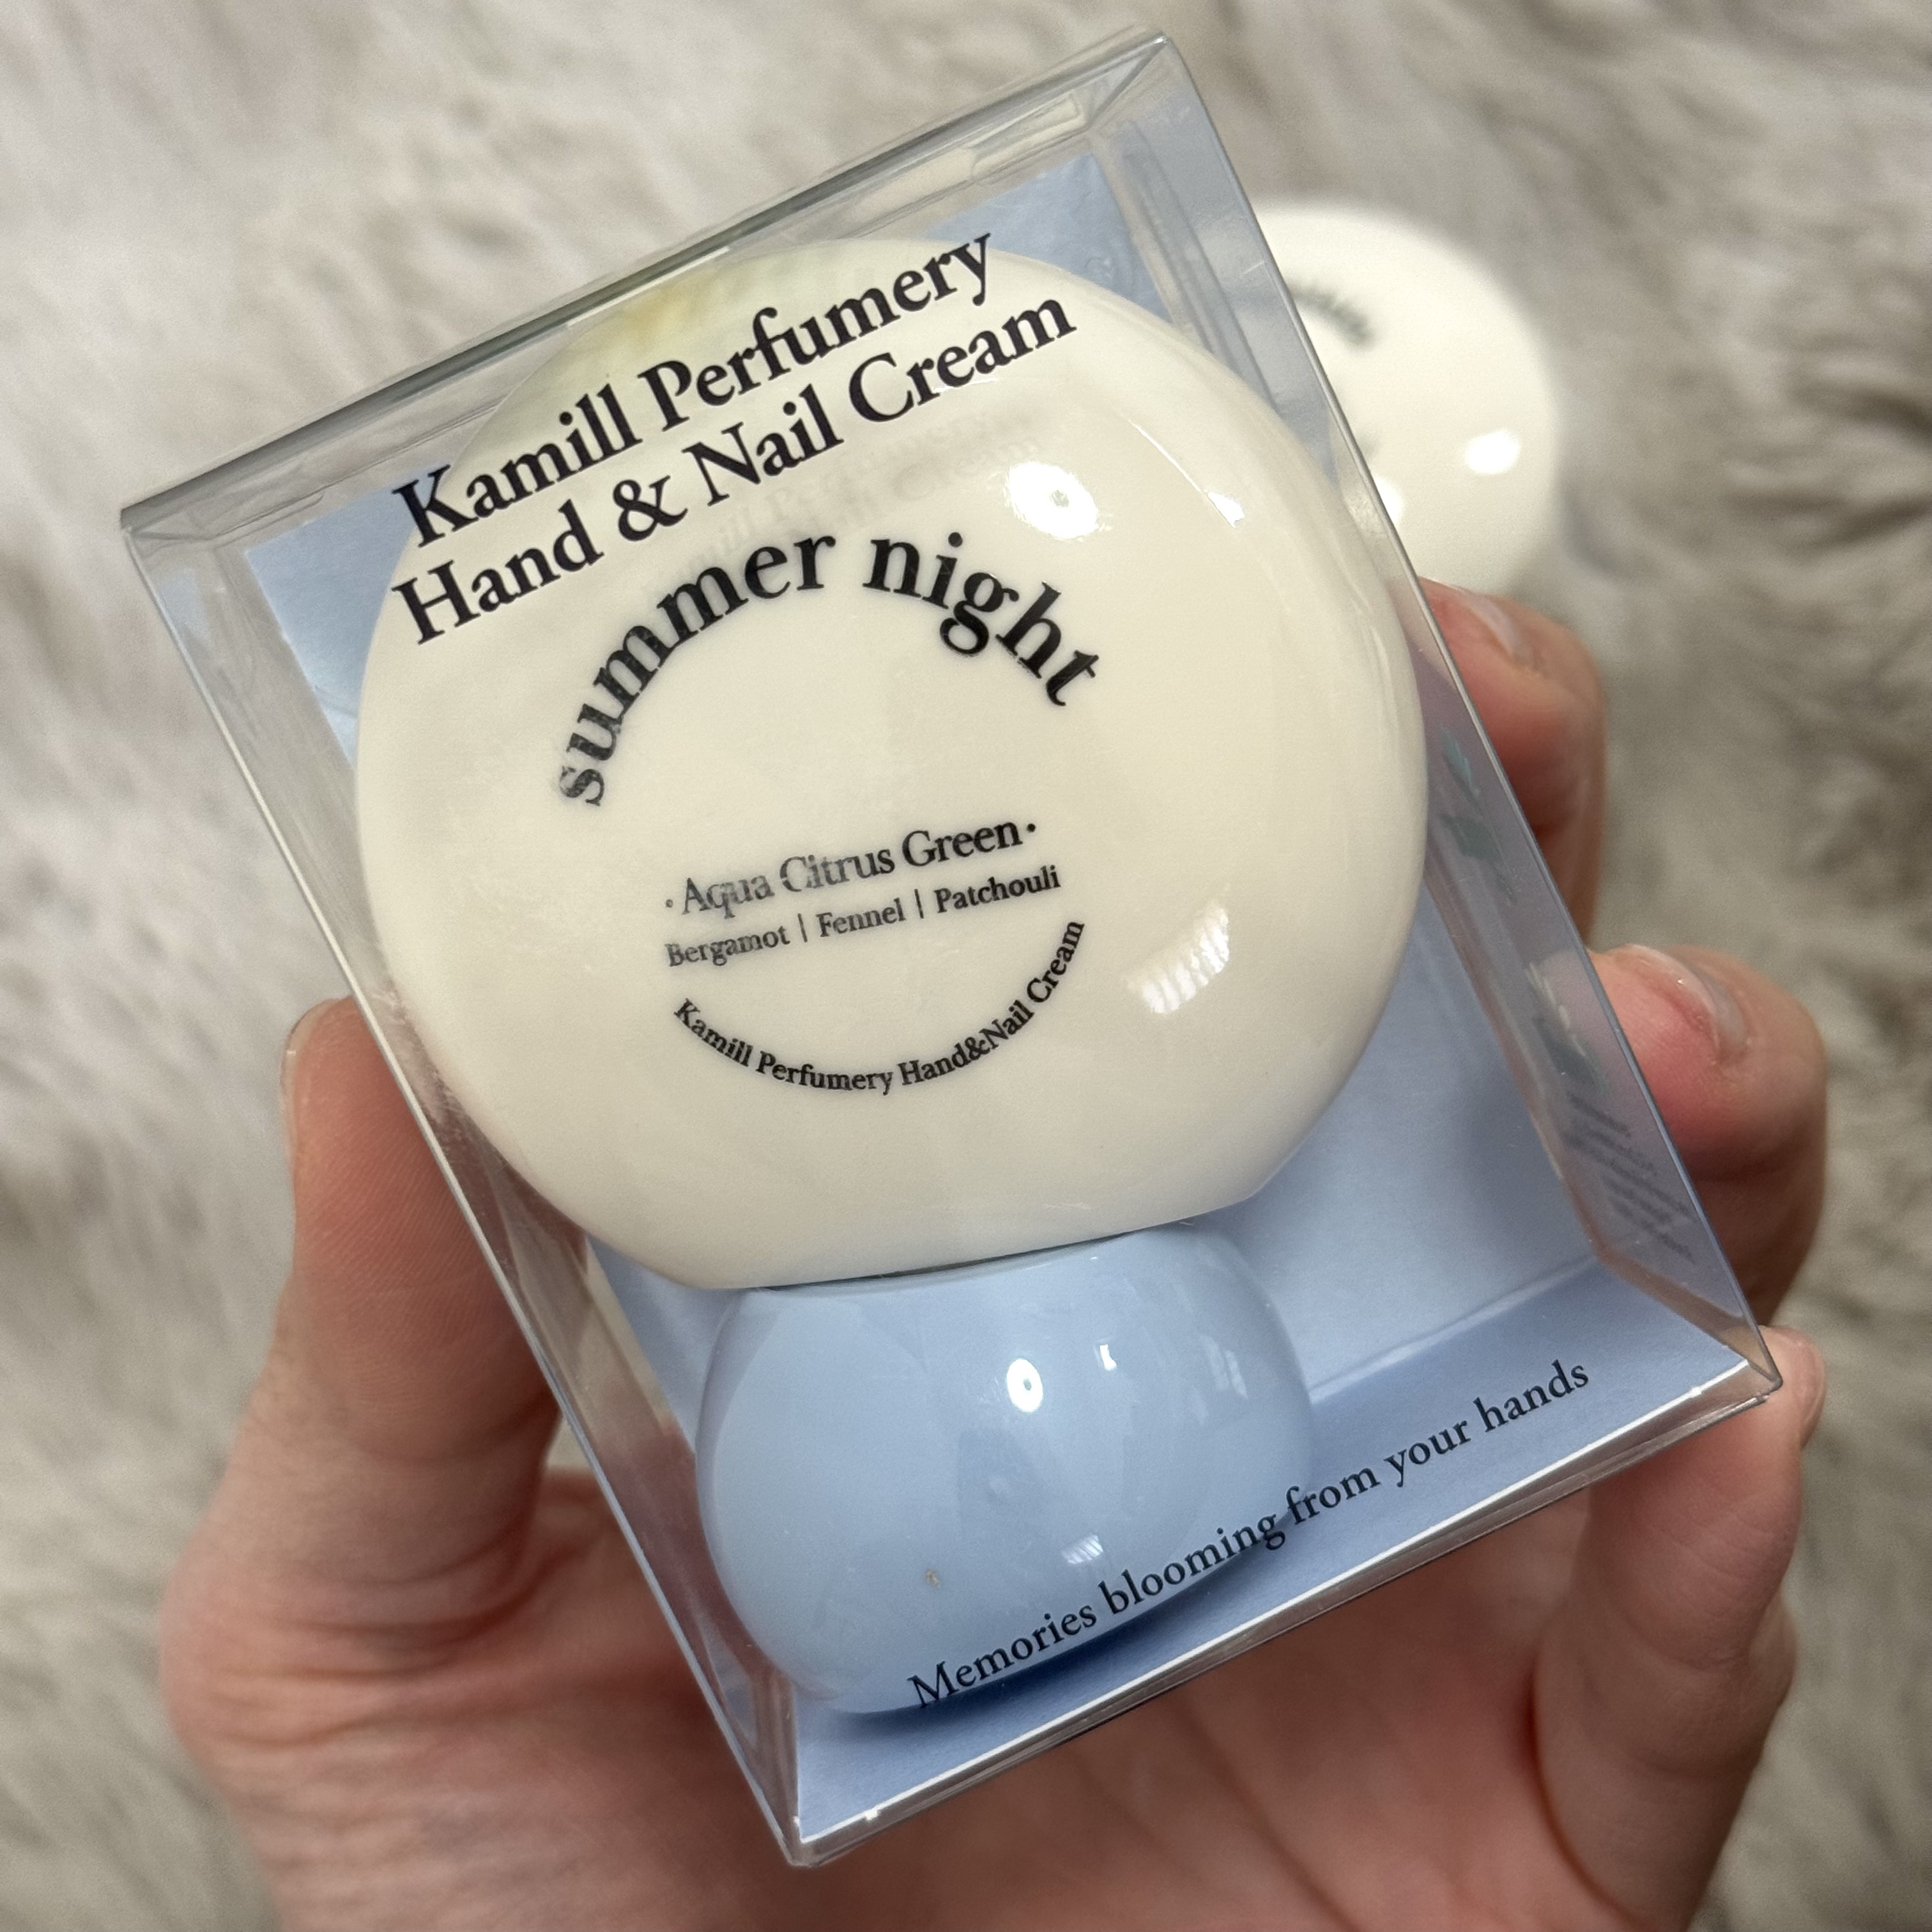 Kamill Perfumery
Hand & Nail Cream
summer night
· Aqua Citrus Green ·
Bergamot | Fennel | Patchouli
Kamill Perfumery Hand&Nail Cream
Memories blooming from your hands